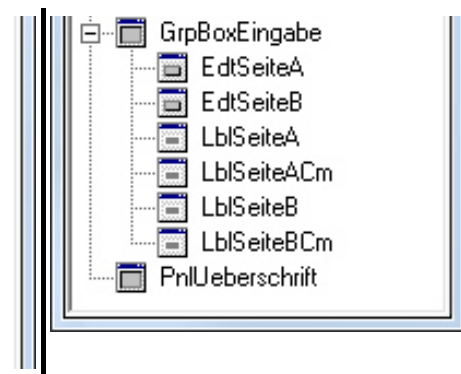 GrpBoxEingabe
EdtSeiteA
EdtSeiteB
LblSeiteA
LblSeiteACm
LblSeiteB
LblSeiteBCm
PnlUeberschrift